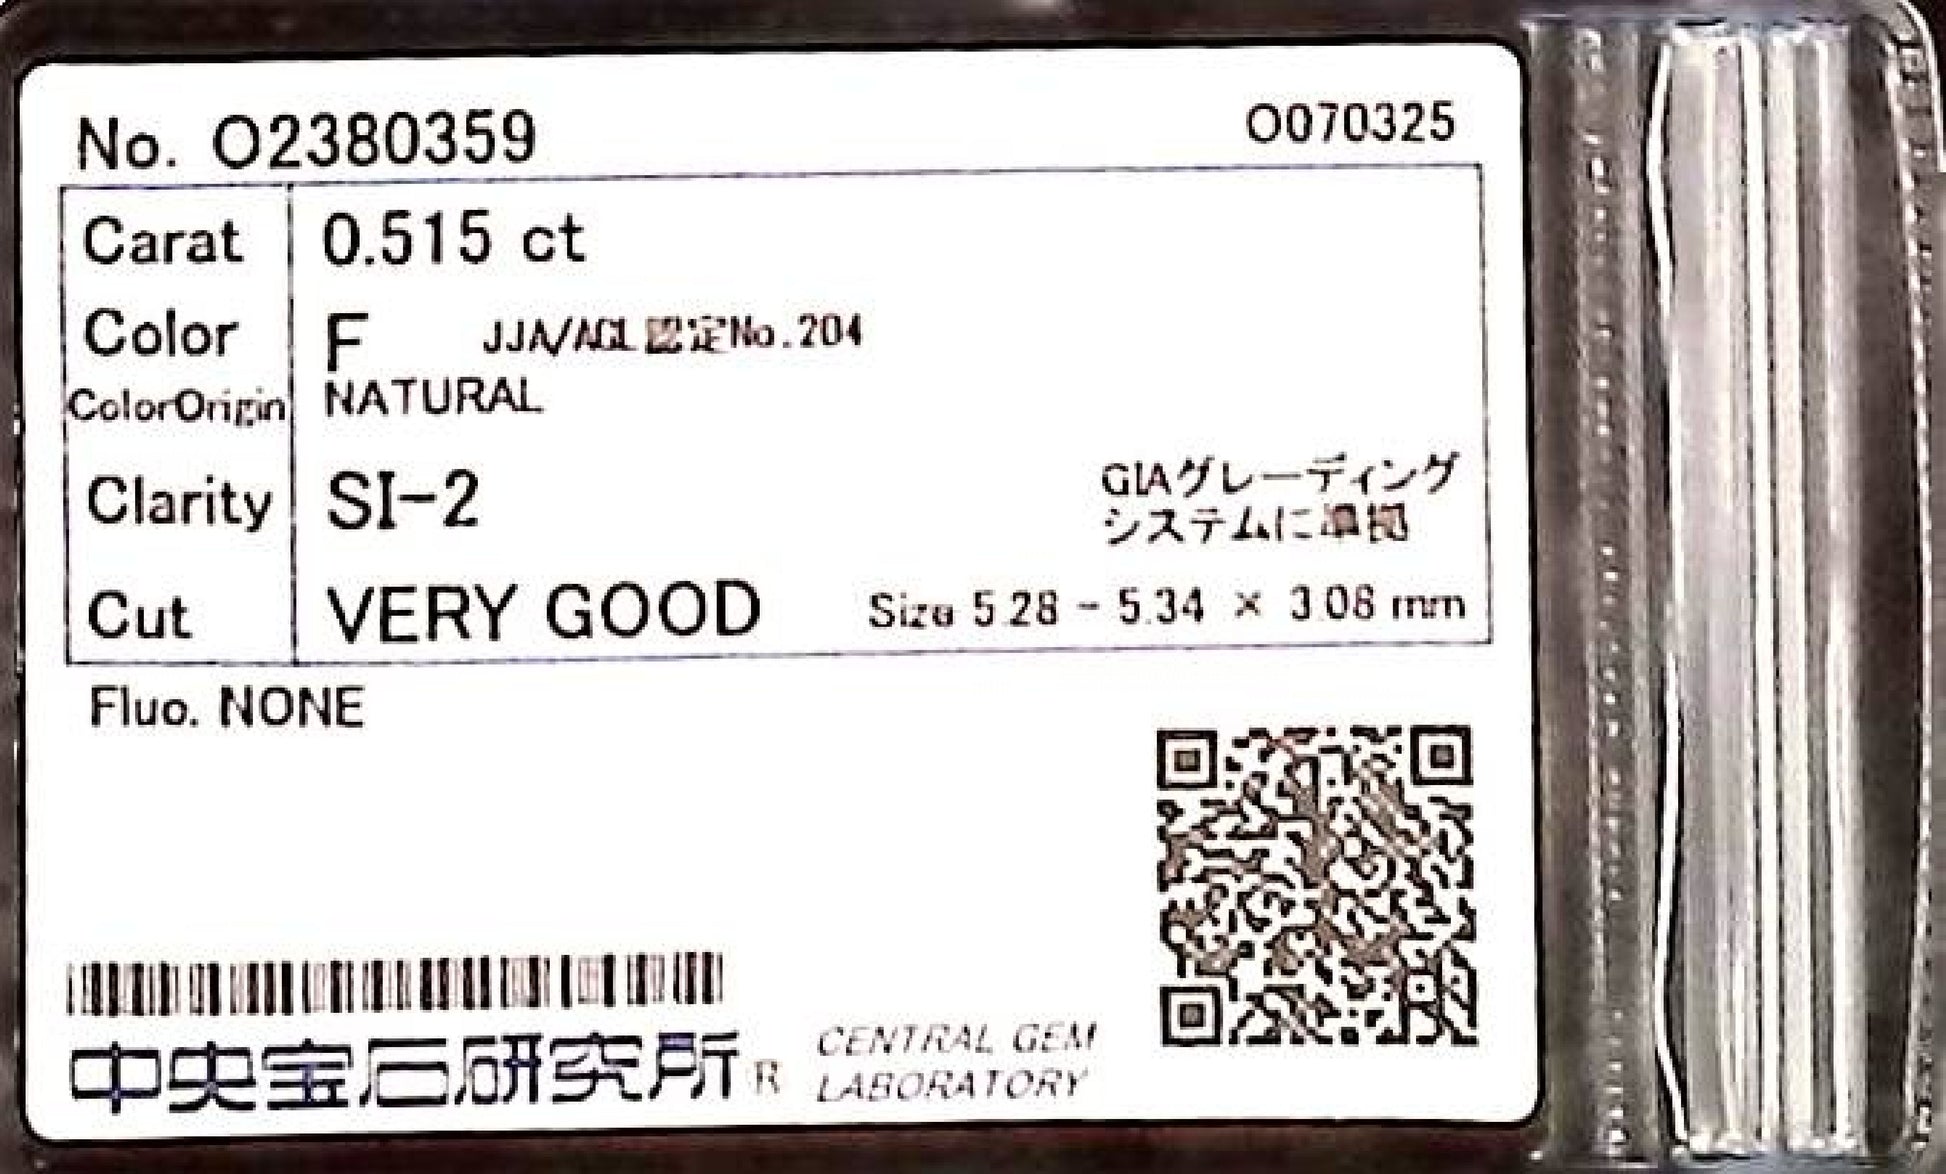 No. O2380359
O070325
Carat 0.515 ct
Color F JJA/AGL認定No.204
ColorOrigin NATURAL
Clarity SI-2
GIAグレーディング
システムに準拠
Cut VERY GOOD Size 5.28 - 5.34 × 3.08 mm
Fluo. NONE
中央宝石研究所 R
CENTRAL GEM
LABORATORY